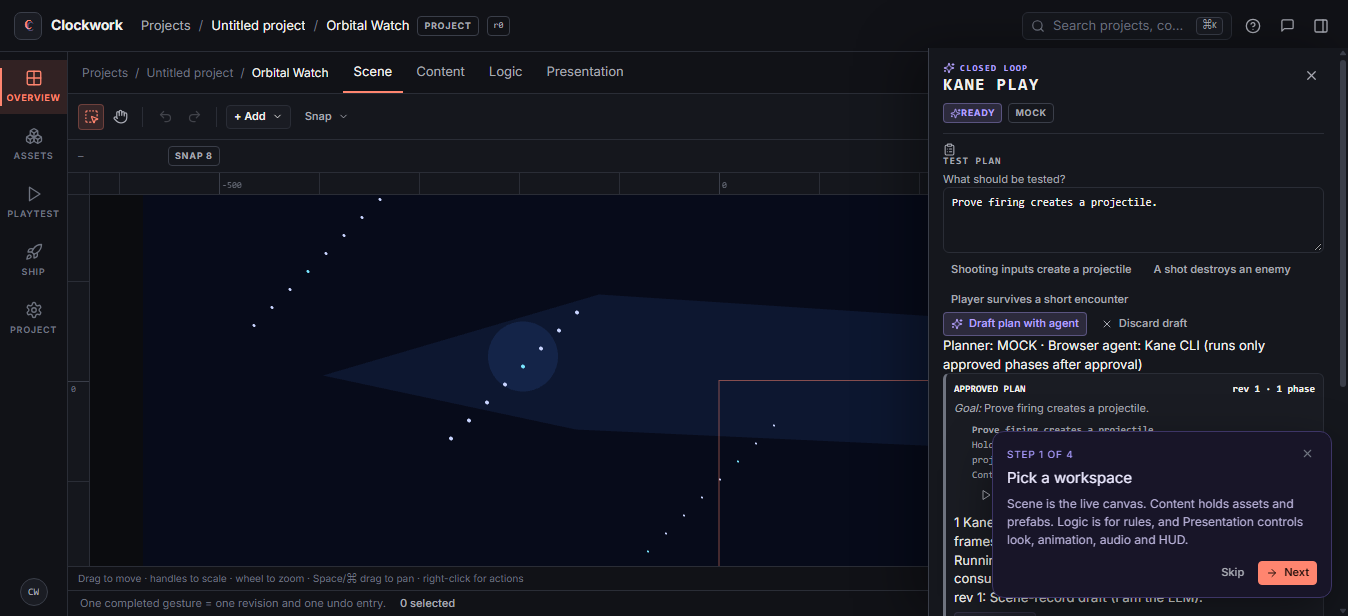 Clockwork Projects / Untitled project / Orbital Watch PROJECT r0 Search projects, co... ⌘K
Projects / Untitled project / Orbital Watch Scene Content Logic Presentation
+ Add Snap
– SNAP 8
-500 0
0
OVERVIEW
ASSETS
PLAYTEST
SHIP
PROJECT
CW
Drag to move · handles to scale · wheel to zoom · Space/⌘ drag to pan · right-click for actions
One completed gesture = one revision and one undo entry. 0 selected
CLOSED LOOP
KANE PLAY
READY MOCK
TEST PLAN
What should be tested?
Prove firing creates a projectile.
Shooting inputs create a projectile A shot destroys an enemy
Player survives a short encounter
Draft plan with agent Discard draft
Planner: MOCK · Browser agent: Kane CLI (runs only
approved phases after approval)
APPROVED PLAN rev 1 · 1 phase
Goal: Prove firing creates a projectile.
Prove firing creates a projectile
Hold
proj
Cont
1 Kane
frames
Runnin
consu
STEP 1 OF 4
Pick a workspace
Scene is the live canvas. Content holds assets and
prefabs. Logic is for rules, and Presentation controls
look, animation, audio and HUD.
Skip Next